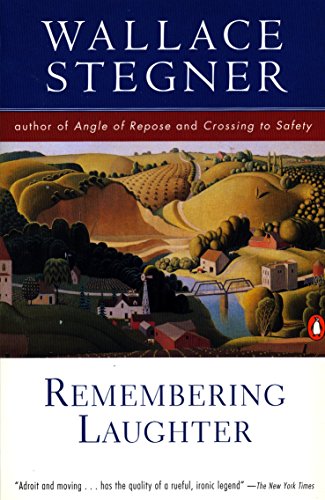 WALLACE
STEGNER
author of Angle of Repose and Crossing to Safety
REMEMBERING
LAUGHTER
"Adroit and moving . . . has the quality of a rueful, ironic legend" —The New York Times